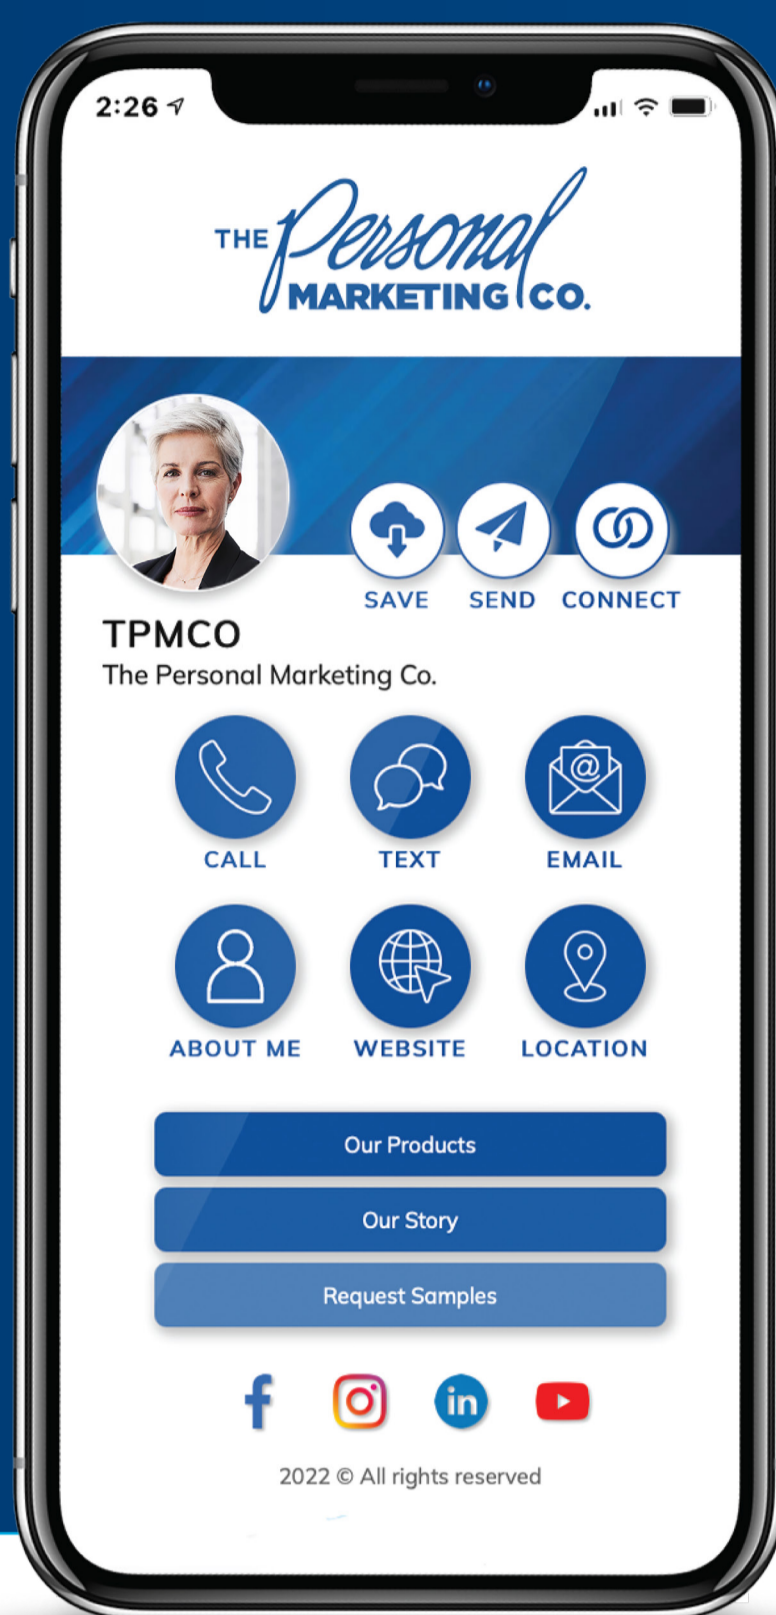 2:26
THE Personal
MARKETING CO.
SAVE SEND CONNECT
TPMCO
The Personal Marketing Co.
CALL TEXT EMAIL
@
ABOUT ME WEBSITE LOCATION
Our Products
Our Story
Request Samples
f in
2022 © All rights reserved